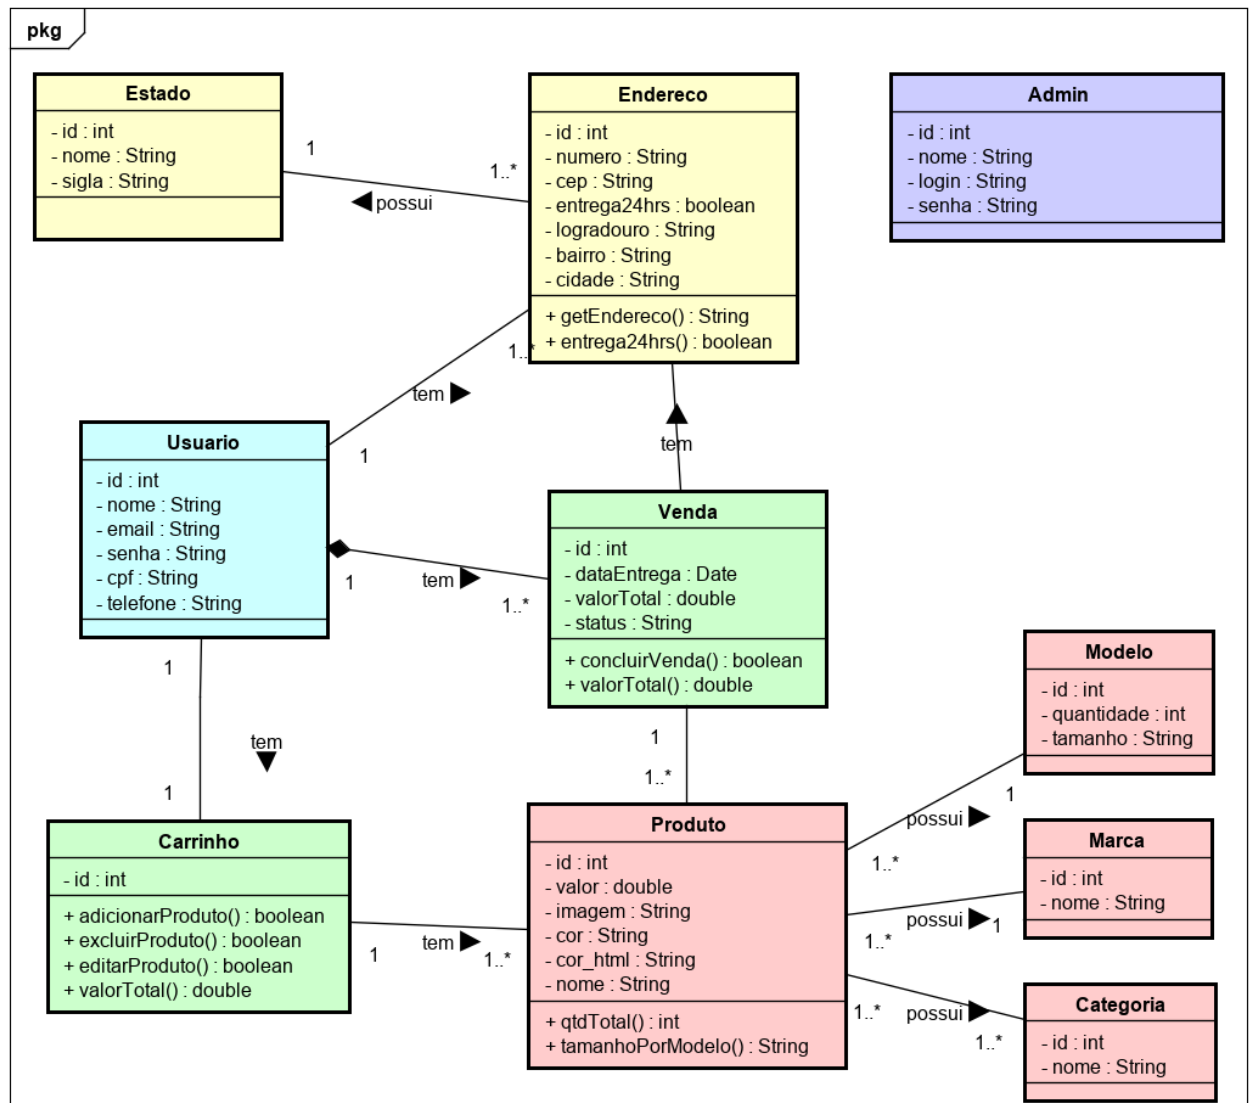 pkg
Estado
- id : int
- nome : String
- sigla : String
1
1..*
possui
Endereco
- id : int
- numero : String
- cep : String
- entrega24hrs : boolean
- logradouro : String
- bairro : String
- cidade : String
+ getEndereco() : String
+ entrega24hrs() : boolean
Admin
- id : int
- nome : String
- login : String
- senha : String
1..*
tem
1
tem
Usuario
- id : int
- nome : String
- email : String
- senha : String
- cpf : String
- telefone : String
1
tem
1..*
Venda
- id : int
- dataEntrega : Date
- valorTotal : double
- status : String
+ concluirVenda() : boolean
+ valorTotal() : double
1
tem
1
1
1..*
Carrinho
- id : int
+ adicionarProduto() : boolean
+ excluirProduto() : boolean
+ editarProduto() : boolean
+ valorTotal() : double
1
tem
1..*
Produto
- id : int
- valor : double
- imagem : String
- cor : String
- cor_html : String
- nome : String
+ qtdTotal() : int
+ tamanhoPorModelo() : String
Modelo
- id : int
- quantidade : int
- tamanho : String
1
possui
1..*
Marca
- id : int
- nome : String
possui
1
1..*
Categoria
- id : int
- nome : String
1..*
possui
1..*